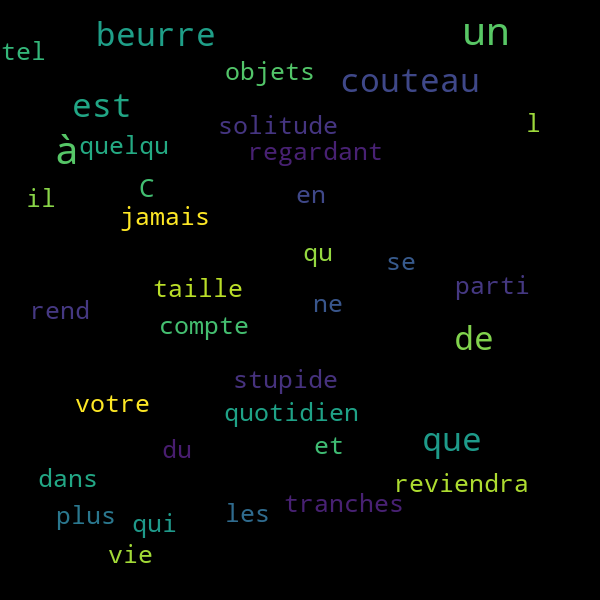 un
beurre
tel
objets
couteau
est
solitude
l
à
quelqu
regardant
C
en
il
jamais
qu
se
parti
taille
ne
rend
compte
de
stupide
votre
quotidien
que
et
du
dans
reviendra
tranches
plus
qui
les
vie